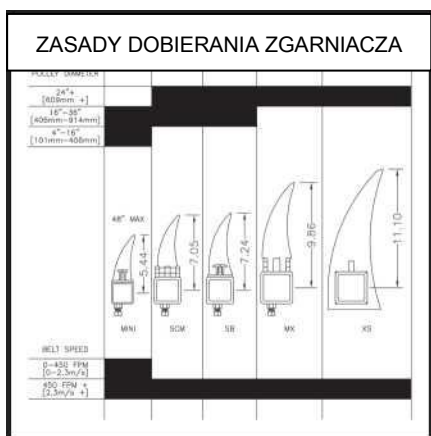 ZASADY DOBIERANIA ZGARNIACZA
PULLEY DIAMETER
24"+
[609mm +]
16"-36"
[406mm-914mm]
4"-16"
[101mm-406mm]
48" MAX
5.44
7.05
7.24
9.86
11.10
MINI
SCM
SB
MX
XS
BELT SPEED
0-450 FPM
[0-2.3m/s]
450 FPM +
[2.3m/s +]